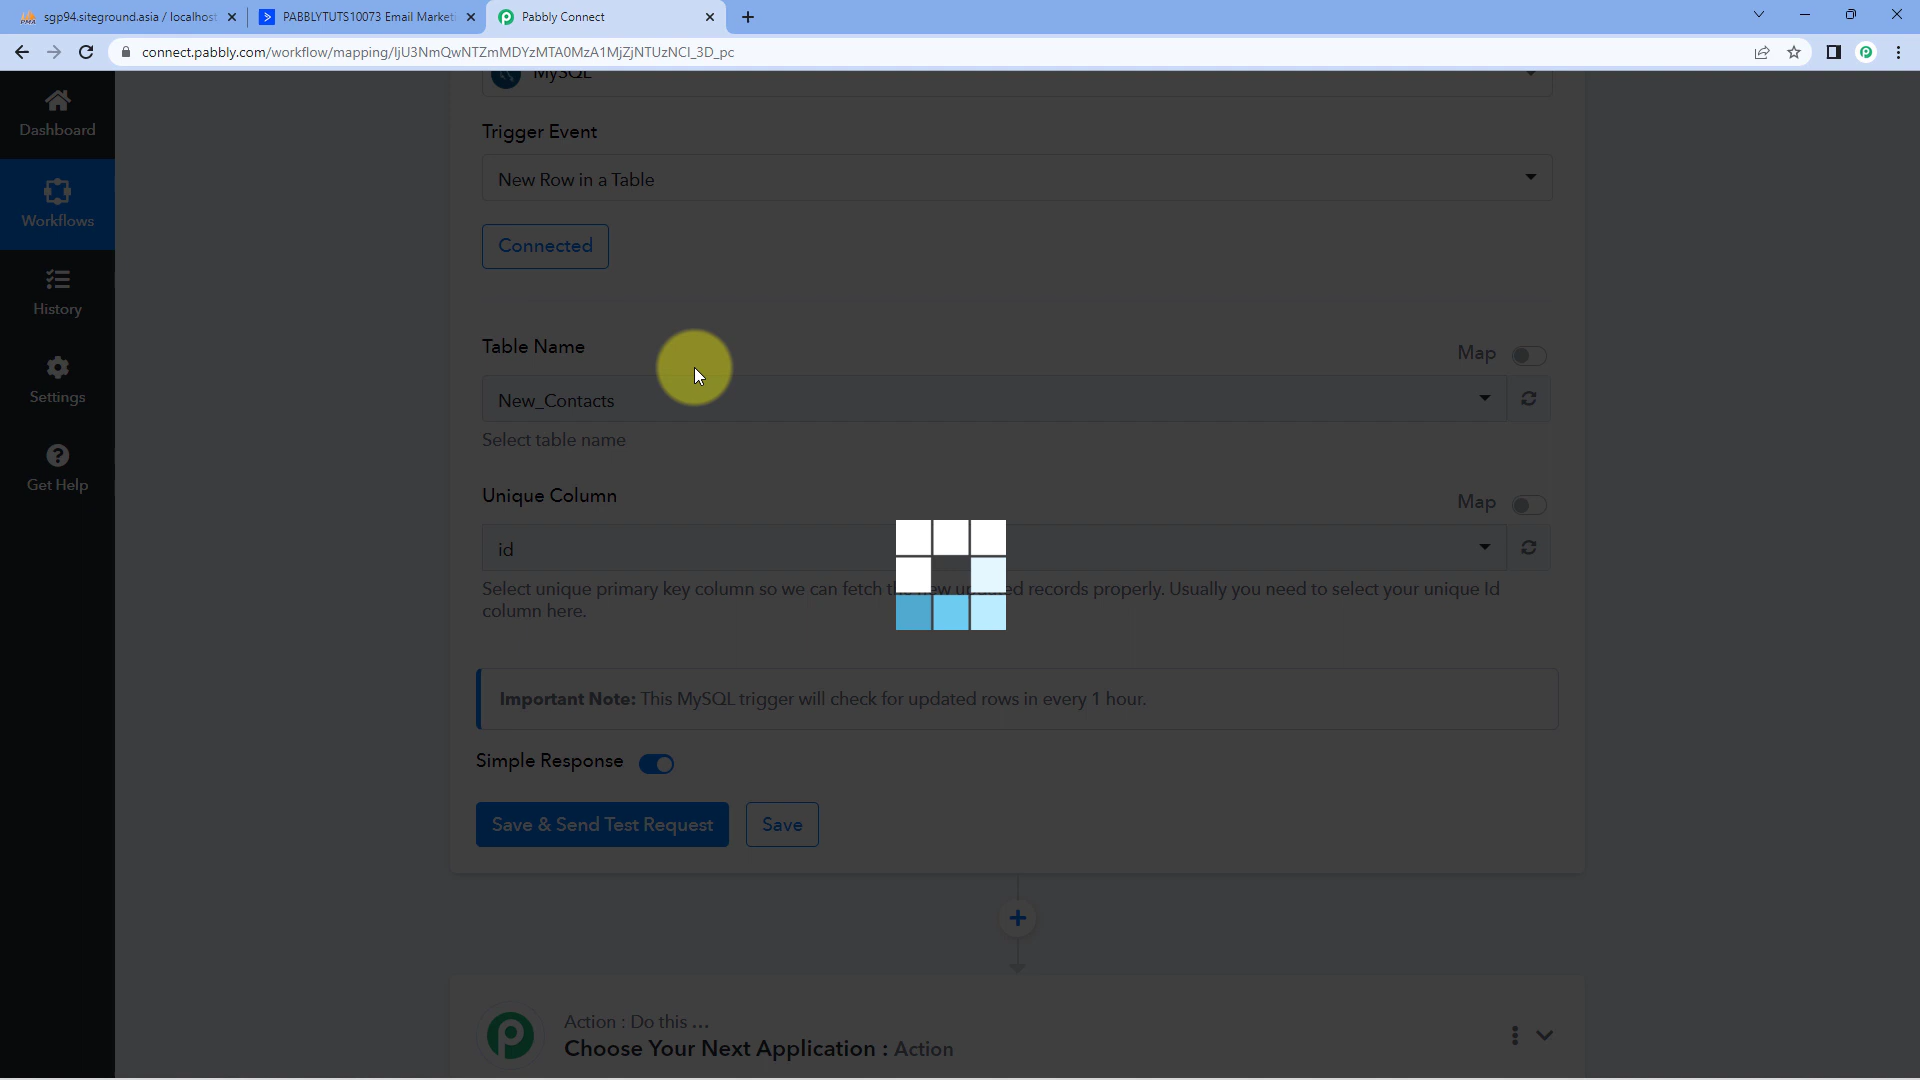 sgp94.siteground.asia / localhost
PABBLYTUTS10073 Email Marketi
Pabbly Connect
connect.pabbly.com/workflow/mapping/IjU3NmQwNTZmMDYzMTA0MzA1MjZjNTUzNCI_3D_pc
MySQL
Dashboard
Trigger Event
New Row in a Table
Workflows
Connected
History
Table Name
Map
Settings
New_Contacts
Select table name
Get Help
Unique Column
Map
id
Select unique primary key column so we can fetch records properly. Usually you need to select your unique Id
column here.
Important Note: This MySQL trigger will check for updated rows in every 1 hour.
Simple Response
Save & Send Test Request
Save
Action : Do this ...
Choose Your Next Application : Action